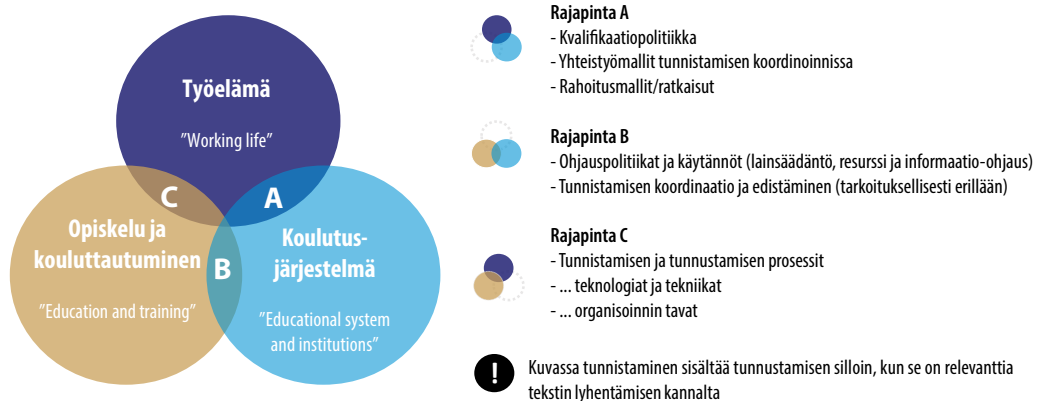 Työelämä
”Working life”
C
A
Opiskelu ja
kouluttautuminen
B
Koulutus-
järjestelmä
”Education and training”
”Educational system
and institutions”
Rajapinta A
- Kvalifikaatiopolitiikka
- Yhteistyömallit tunnistamisen koordinoinnissa
- Rahoitusmallit/ratkaisut
Rajapinta B
- Ohjauspolitiikat ja käytännöt (lainsäädäntö, resurssi ja informaatio-ohjaus)
- Tunnistamisen koordinaatio ja edistäminen (tarkoituksellisesti erillään)
Rajapinta C
- Tunnistamisen ja tunnustamisen prosessit
- ... teknologiat ja tekniikat
- ... organisoinnin tavat
!
Kuvassa tunnistaminen sisältää tunnustamisen silloin, kun se on relevanttia
tekstin lyhentämisen kannalta